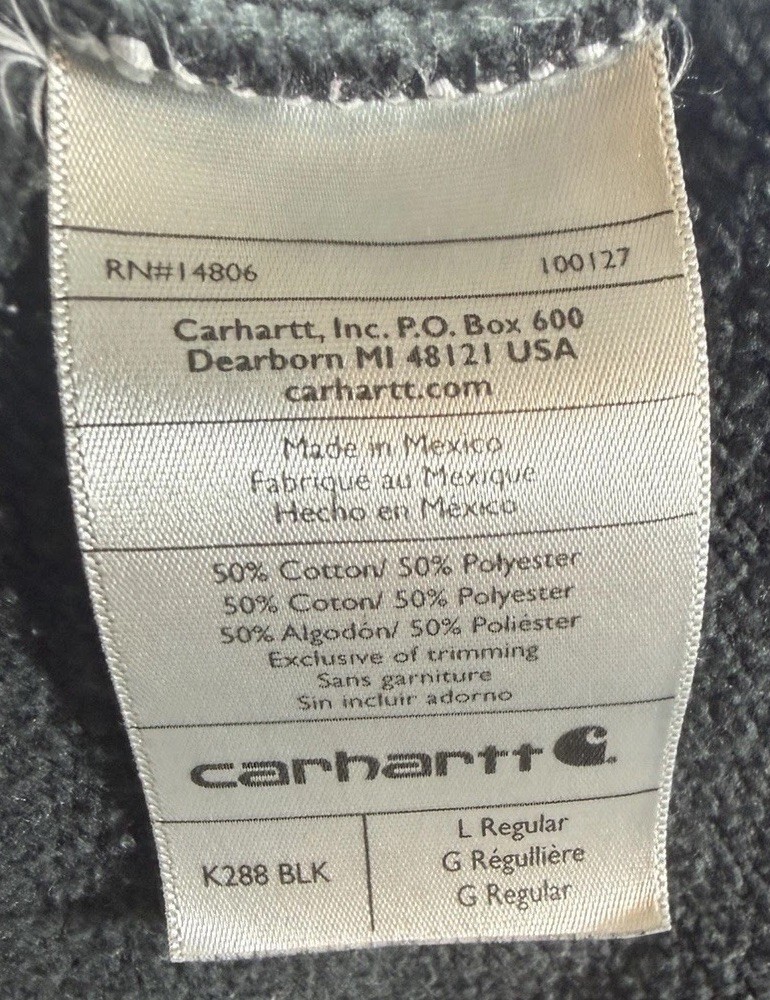 RN#14806 100127
Carhartt, Inc. P.O. Box 600
Dearborn MI 48121 USA
carhartt.com
Made in Mexico
Fabriqué au Mexique
Hecho en México
50% Cotton/ 50% Polyester
50% Coton/ 50% Polyester
50% Algodón/ 50% Poliéster
Exclusive of trimming
Sans garniture
Sin incluir adorno
carhartt
K288 BLK
L Regular
G Régullière
G Regular